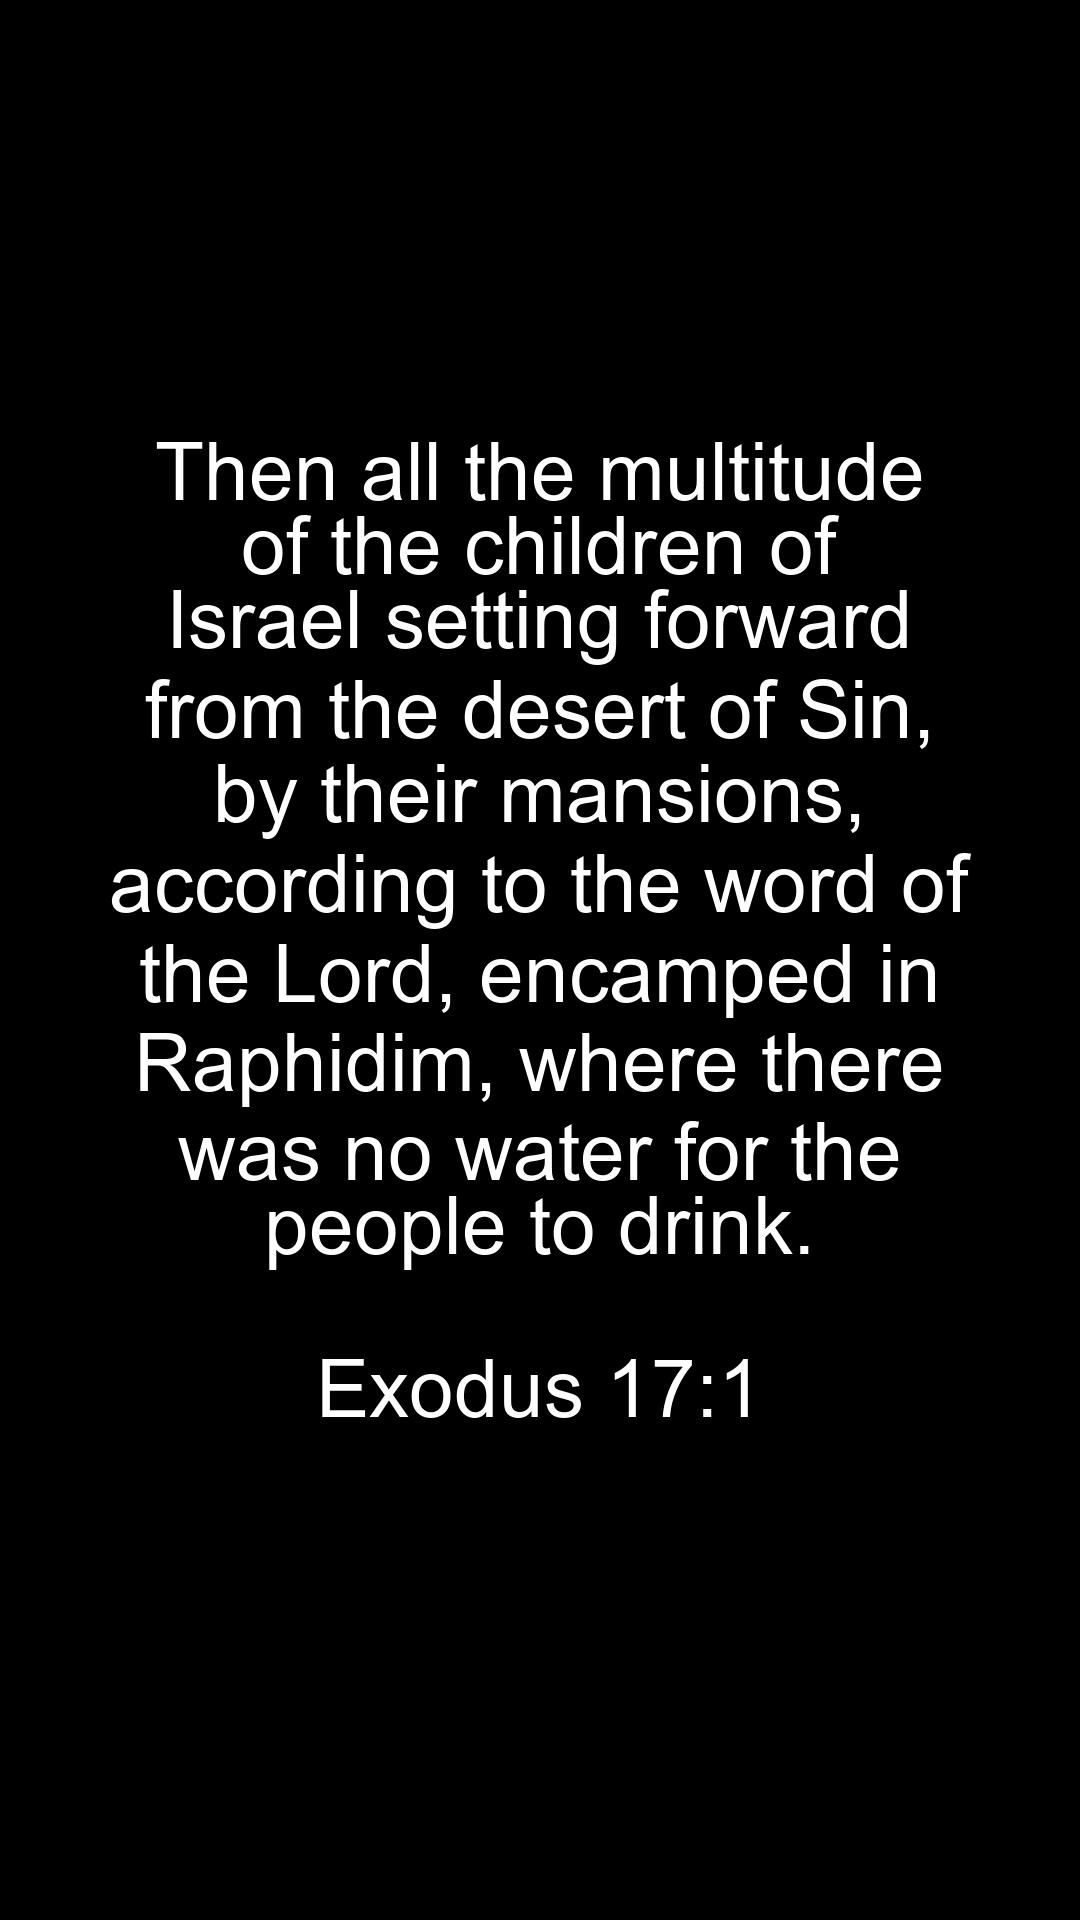 Then all the multitude
of the children of
Israel setting forward
from the desert of Sin,
by their mansions,
according to the word of
the Lord, encamped in
Raphidim, where there
was no water for the
people to drink.
Exodus 17:1